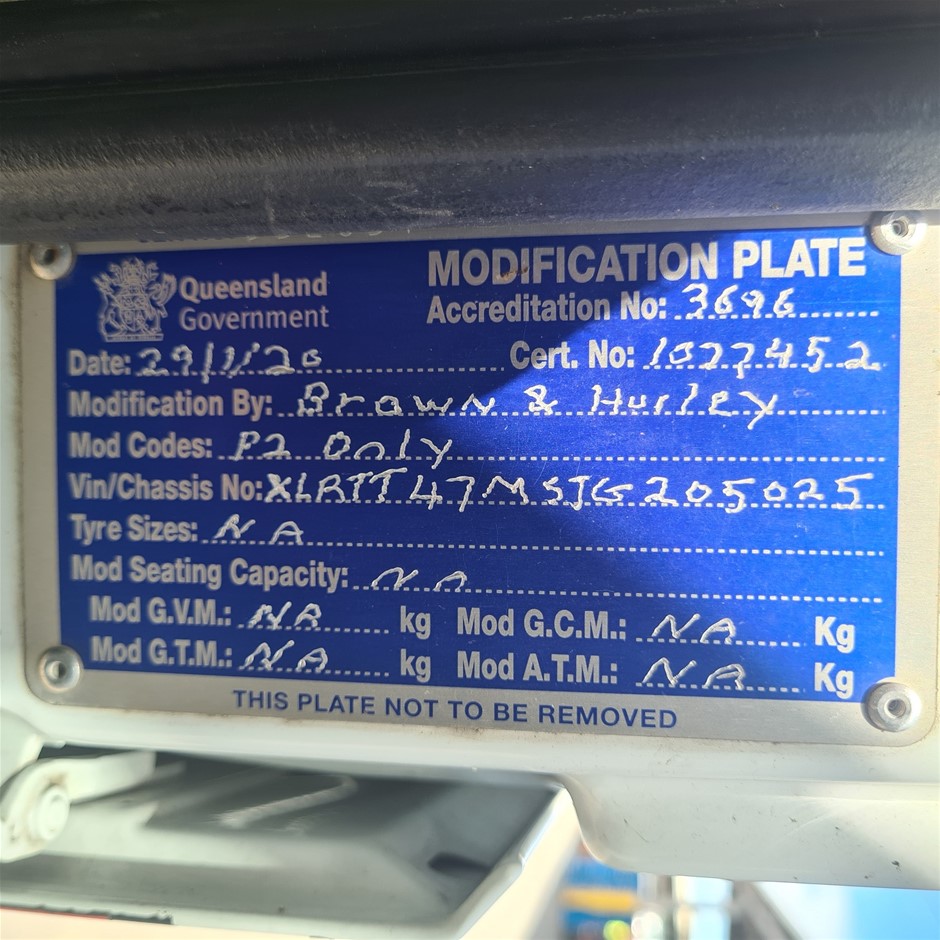 Queensland Government
MODIFICATION PLATE
Accreditation No: 3696
Date: 29/1/20
Cert. No: 1077452
Modification By: Brown & Hurley
Mod Codes: P2 Only
Vin/Chassis No: XLRTT47MSJG205025
Tyre Sizes: NA
Mod Seating Capacity: NA
Mod G.V.M.: NA kg Mod G.C.M.: NA Kg
Mod G.T.M.: NA kg Mod A.T.M.: NA Kg
THIS PLATE NOT TO BE REMOVED